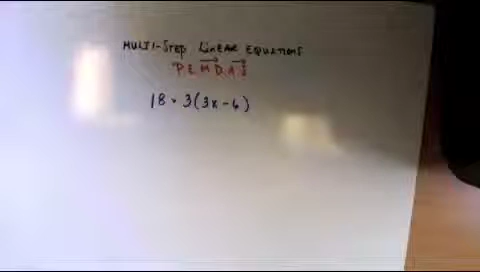 MULTI-STEP LINEAR EQUATIONS
PEMDAS
18 = 3(3x-6)